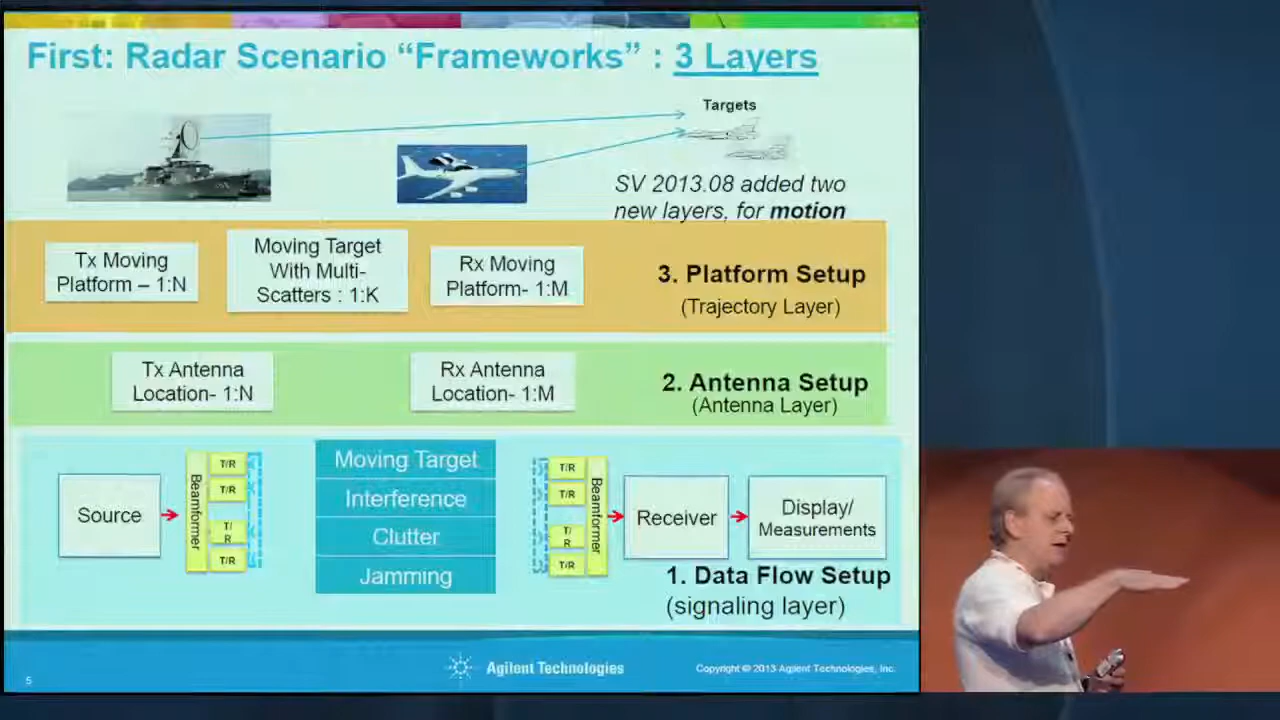 First: Radar Scenario “Frameworks” : 3 Layers
Targets
SV 2013.08 added two
new layers, for motion
Tx Moving
Platform – 1:N
Moving Target
With Multi-
Scatters : 1:K
Rx Moving
Platform- 1:M
3. Platform Setup
(Trajectory Layer)
Tx Antenna
Location- 1:N
Rx Antenna
Location- 1:M
2. Antenna Setup
(Antenna Layer)
Source
Beamformer
T/R
T/R
T/
R
T/R
Moving Target
Interference
Clutter
Jamming
T/R
T/R
T/
R
T/R
Beamformer
Receiver
Display/
Measurements
1. Data Flow Setup
(signaling layer)
5
Agilent Technologies
Copyright © 2013 Agilent Technologies, Inc.